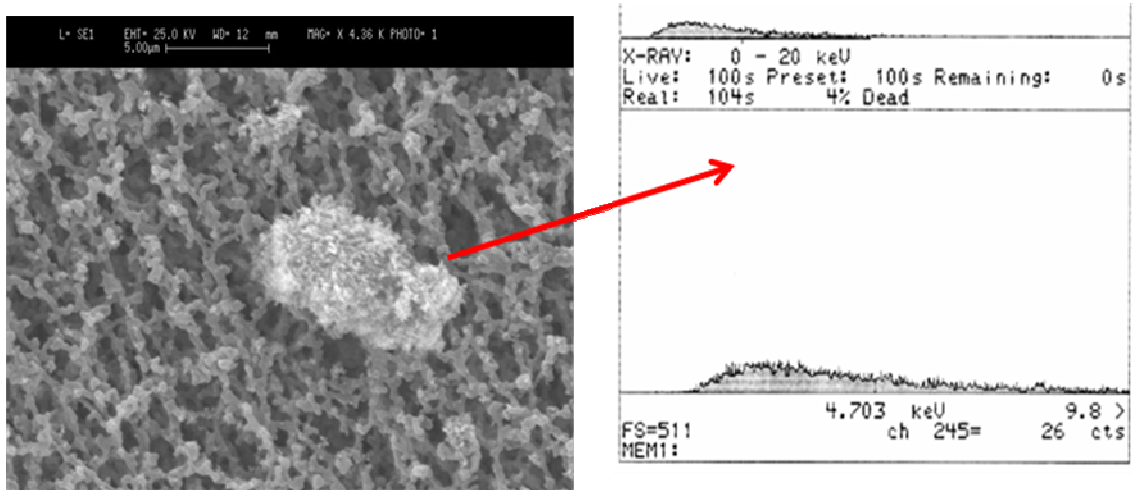 L= SE1 EHT= 25.0 KV WD= 12 mm MAG= X 4.36 K PHOTO= 1
5.00µm
X-RAY: 0 - 20 keV
Live: 100s Preset: 100s Remaining: 0s
Real: 104s 4% Dead
4.703 keV 9.8 >
FS=511 ch 245= 26 cts
MEM1: